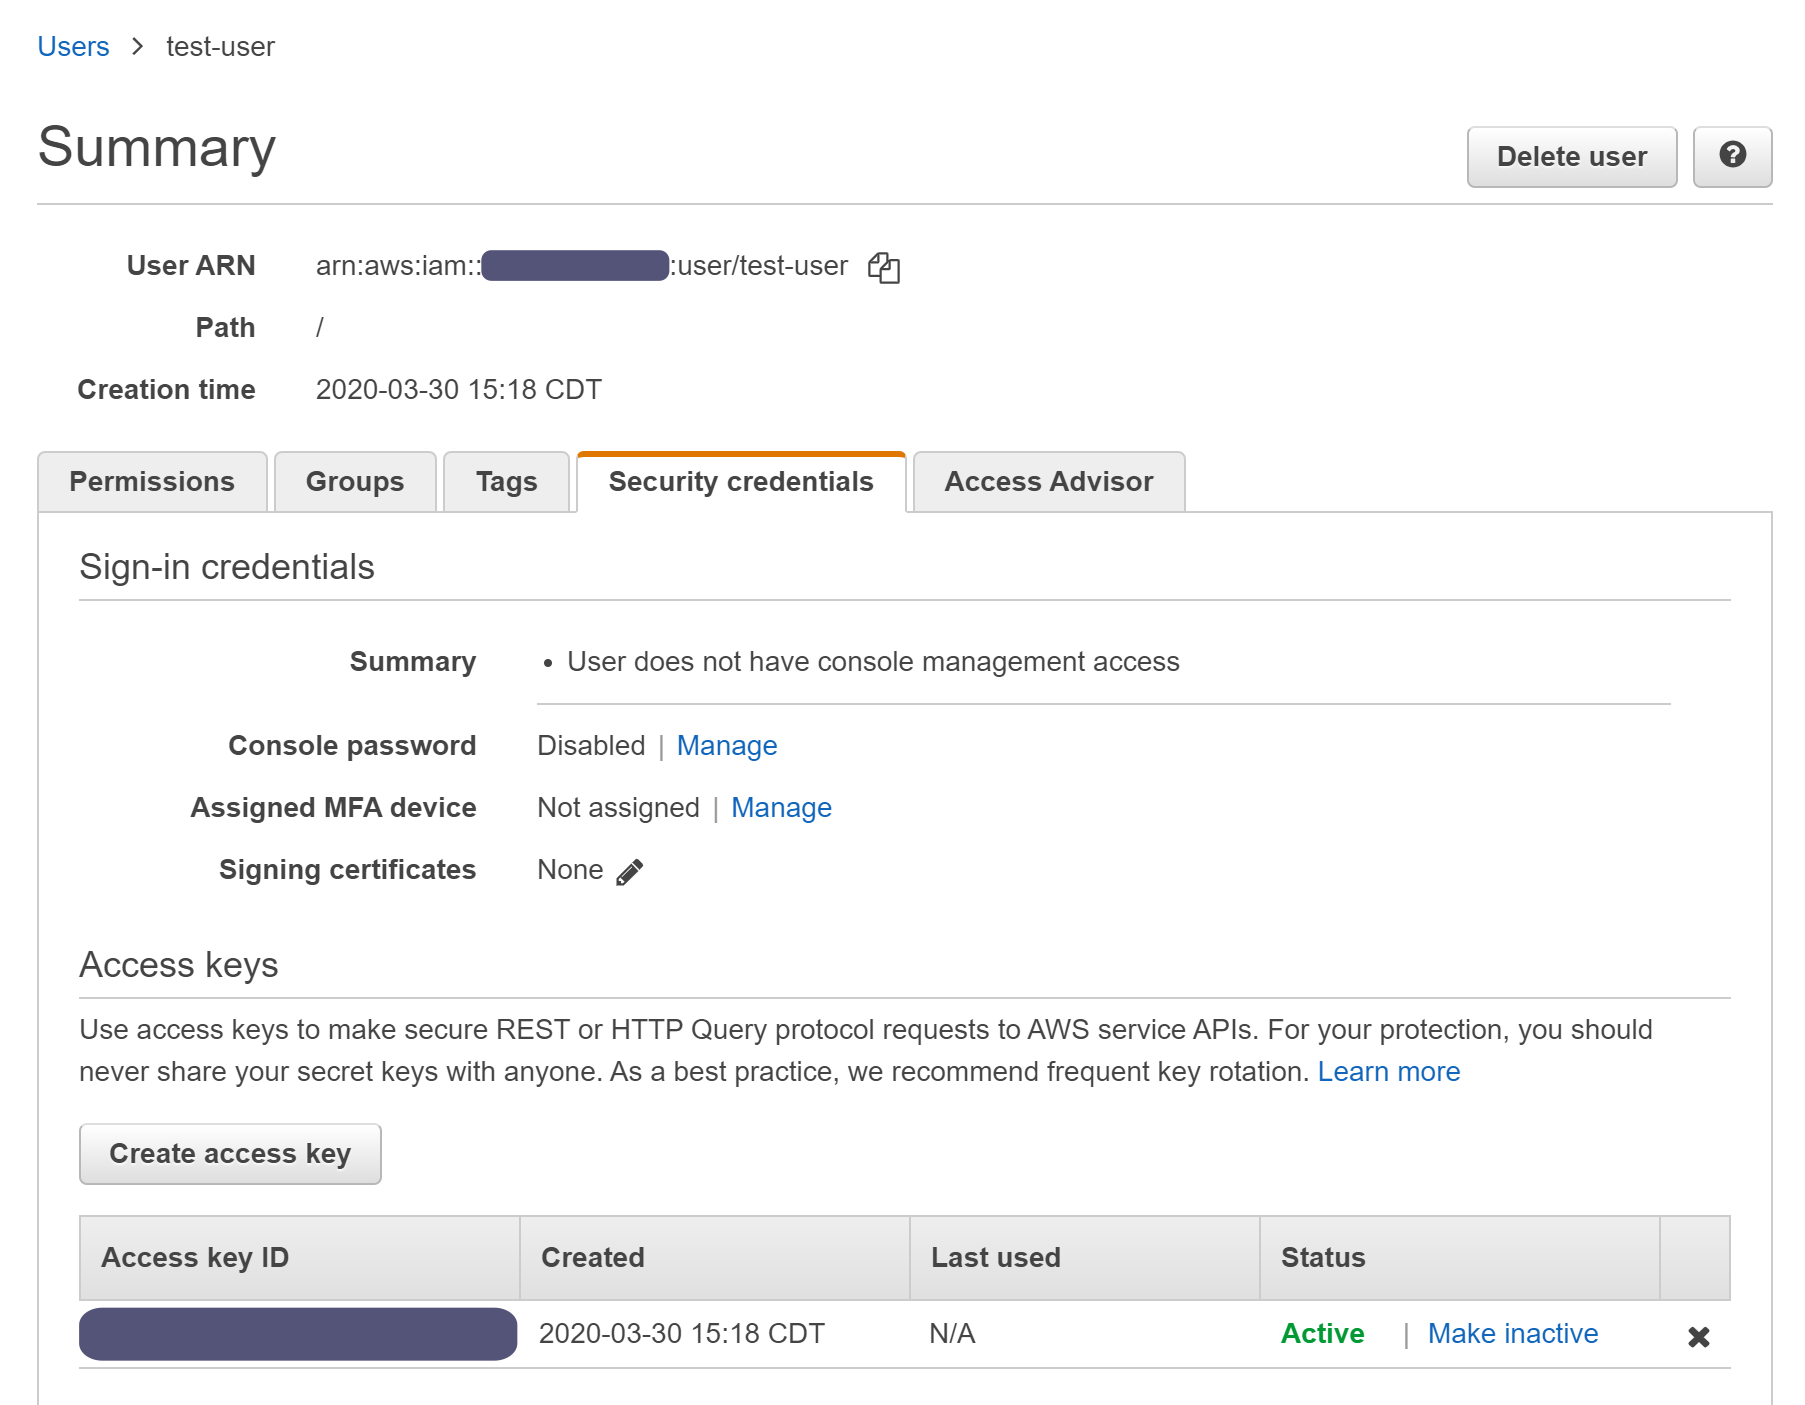 Users > test-user
Summary
Delete user
User ARN arn:aws:iam:: :user/test-user
Path /
Creation time 2020-03-30 15:18 CDT
Permissions Groups Tags Security credentials Access Advisor
Sign-in credentials
Summary • User does not have console management access
Console password Disabled | Manage
Assigned MFA device Not assigned | Manage
Signing certificates None
Access keys
Use access keys to make secure REST or HTTP Query protocol requests to AWS service APIs. For your protection, you should
never share your secret keys with anyone. As a best practice, we recommend frequent key rotation. Learn more
Create access key
Access key ID Created Last used Status
2020-03-30 15:18 CDT N/A Active | Make inactive